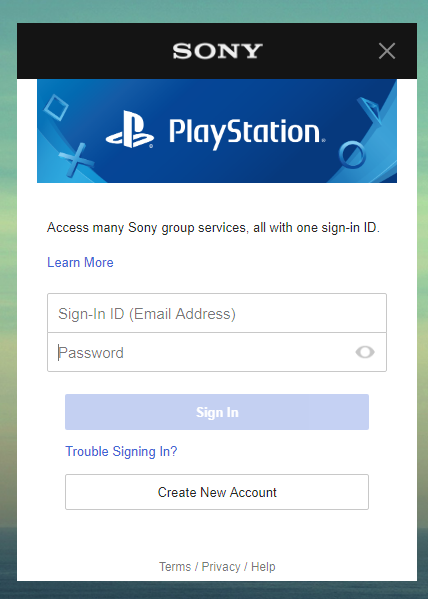 SONY
PlayStation
Access many Sony group services, all with one sign-in ID.
Learn More
Sign-In ID (Email Address)
Password
Sign In
Trouble Signing In?
Create New Account
Terms / Privacy / Help